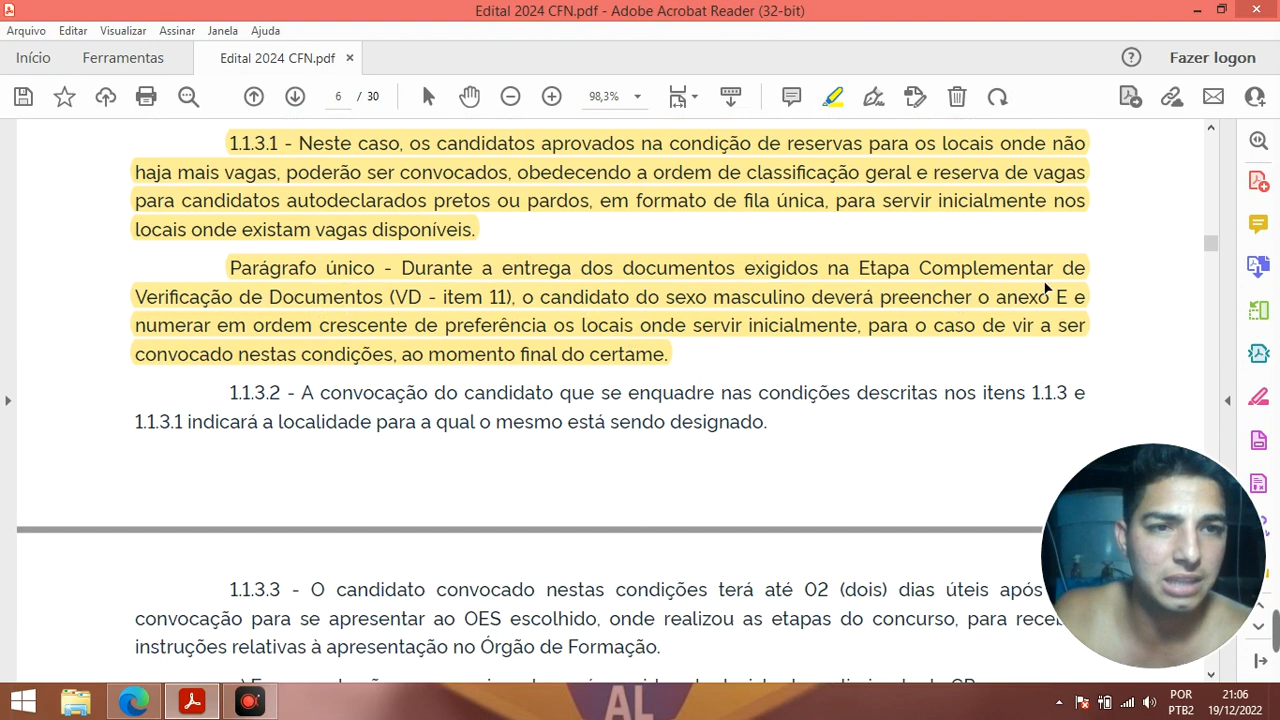 Edital 2024 CFN.pdf - Adobe Acrobat Reader (32-bit)
Arquivo Editar Visualizar Assinar Janela Ajuda
Início Ferramentas Edital 2024 CFN.pdf × Fazer logon
6 / 30 98,3%
1.1.3.1 - Neste caso, os candidatos aprovados na condição de reservas para os locais onde não
haja mais vagas, poderão ser convocados, obedecendo a ordem de classificação geral e reserva de vagas
para candidatos autodeclarados pretos ou pardos, em formato de fila única, para servir inicialmente nos
locais onde existam vagas disponíveis.
Parágrafo único - Durante a entrega dos documentos exigidos na Etapa Complementar de
Verificação de Documentos (VD - item 11), o candidato do sexo masculino deverá preencher o anexo E e
numerar em ordem crescente de preferência os locais onde servir inicialmente, para o caso de vir a ser
convocado nestas condições, ao momento final do certame.
1.1.3.2 - A convocação do candidato que se enquadre nas condições descritas nos itens 1.1.3 e
1.1.3.1 indicará a localidade para a qual o mesmo está sendo designado.
1.1.3.3 - O candidato convocado nestas condições terá até 02 (dois) dias úteis após
convocação para se apresentar ao OES escolhido, onde realizou as etapas do concurso, para
instruções relativas à apresentação no Órgão de Formação.
AL
POR 21:06
PTB2 19/12/2022